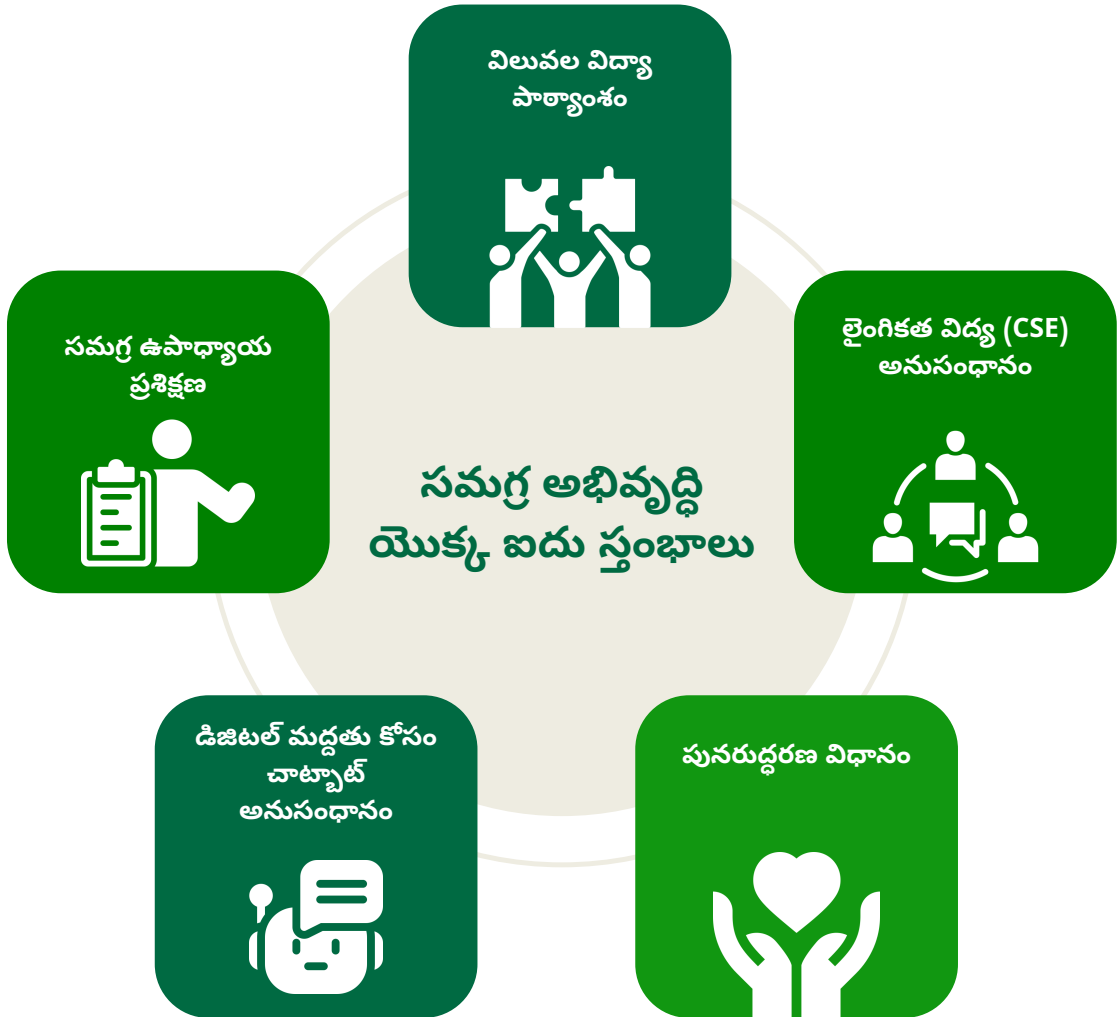 విలువల విద్యా
పాఠ్యాంశం
సమగ్ర ఉపాధ్యాయ
ప్రశిక్షణ
లైంగికత విద్య (CSE)
అనుసంధానం
సమగ్ర అభివృద్ధి
యొక్క ఐదు స్తంభాలు
డిజిటల్ మద్దతు కోసం
చాట్బాట్
అనుసంధానం
పునరుద్ధరణ విధానం